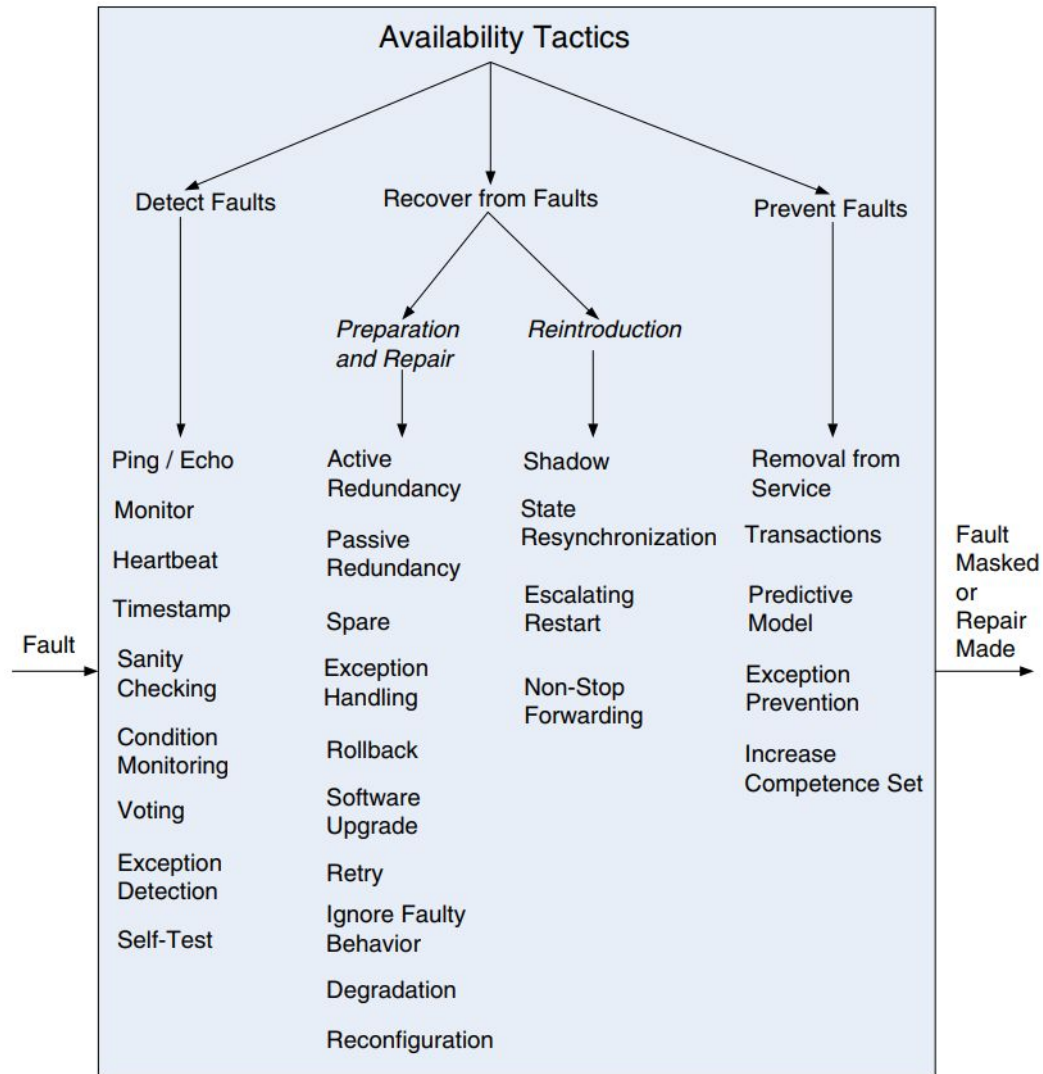 Availability Tactics
Detect Faults
Recover from Faults
Prevent Faults
Preparation
and Repair
Reintroduction
Fault
Ping / Echo
Monitor
Heartbeat
Timestamp
Sanity
Checking
Condition
Monitoring
Voting
Exception
Detection
Self-Test
Active
Redundancy
Passive
Redundancy
Spare
Exception
Handling
Rollback
Software
Upgrade
Retry
Ignore Faulty
Behavior
Degradation
Reconfiguration
Shadow
State
Resynchronization
Escalating
Restart
Non-Stop
Forwarding
Removal from
Service
Transactions
Predictive
Model
Exception
Prevention
Increase
Competence Set
Fault
Masked
or
Repair
Made